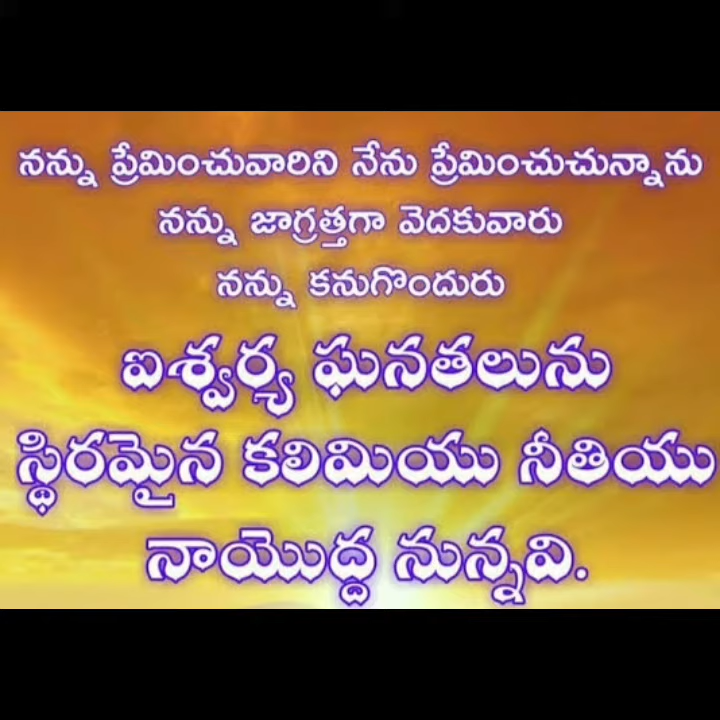 నన్ను ప్రేమించువారిని నేను ప్రేమించుచున్నాను
నన్ను జాగ్రత్తగా వెదకువారు
నన్ను కనుగొందురు
ఐశ్వర్య ఘనతలును
స్థిరమైన కలిమియు నీతియు
నాయొద్ద నున్నవి.